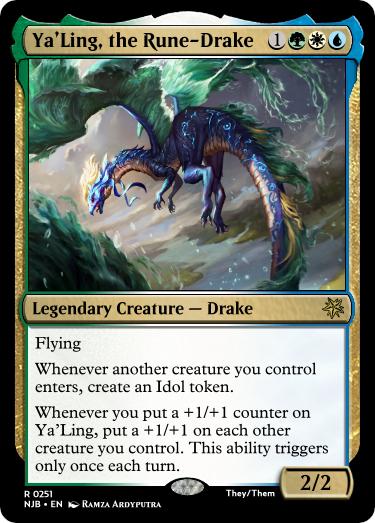 Ya'Ling, the Rune-Drake 1
Legendary Creature — Drake
Flying
Whenever another creature you control
enters, create an Idol token.
Whenever you put a +1/+1 counter on
Ya'Ling, put a +1/+1 on each other
creature you control. This ability triggers
only once each turn.
2/2
R 0251
NJB • EN Ramza Ardyputra
They/Them